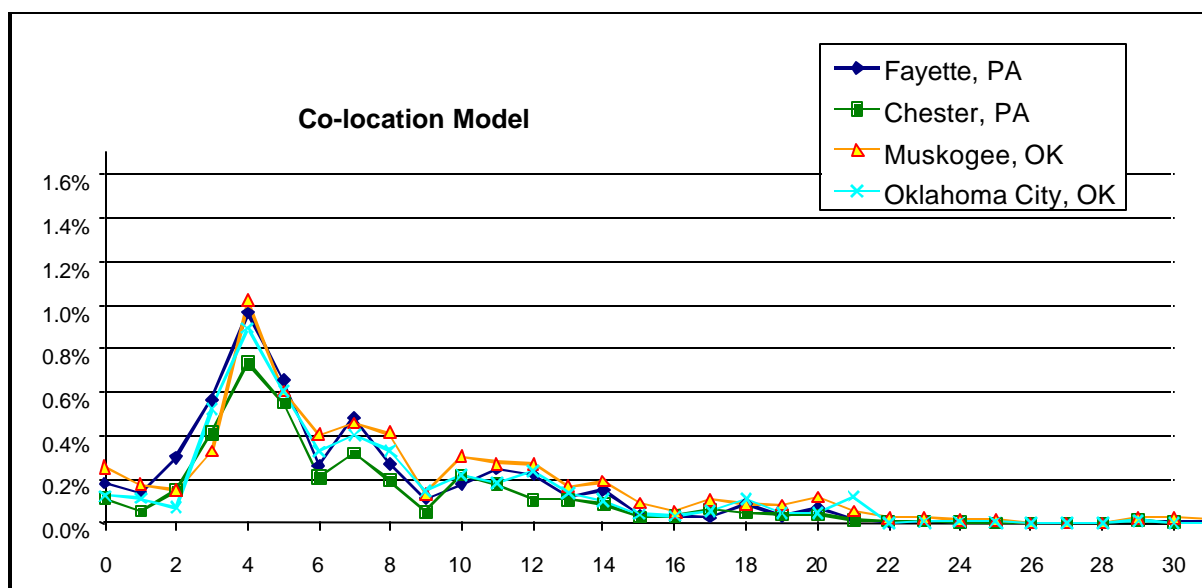 Fayette, PA
Chester, PA
Muskogee, OK
Oklahoma City, OK
Co-location Model
1.6%
1.4%
1.2%
1.0%
0.8%
0.6%
0.4%
0.2%
0.0%
0 2 4 6 8 10 12 14 16 18 20 22 24 26 28 30